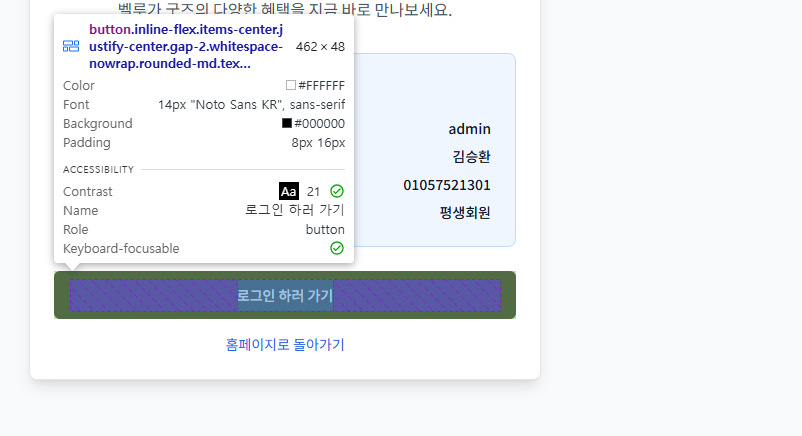 벨로가 굿즈의 다양한 혜택을 지금 바로 만나보세요.
button.inline-flex.items-center.j
ustify-center.gap-2.whitespace-
nowrap.rounded-md.tex... 462 × 48
Color #FFFFFF
Font 14px "Noto Sans KR", sans-serif
Background #000000
Padding 8px 16px
ACCESSIBILITY
Contrast Aa 21
Name 로그인 하러 가기
Role button
Keyboard-focusable
admin
김승환
01057521301
평생회원
로그인 하러 가기
홈페이지로 돌아가기